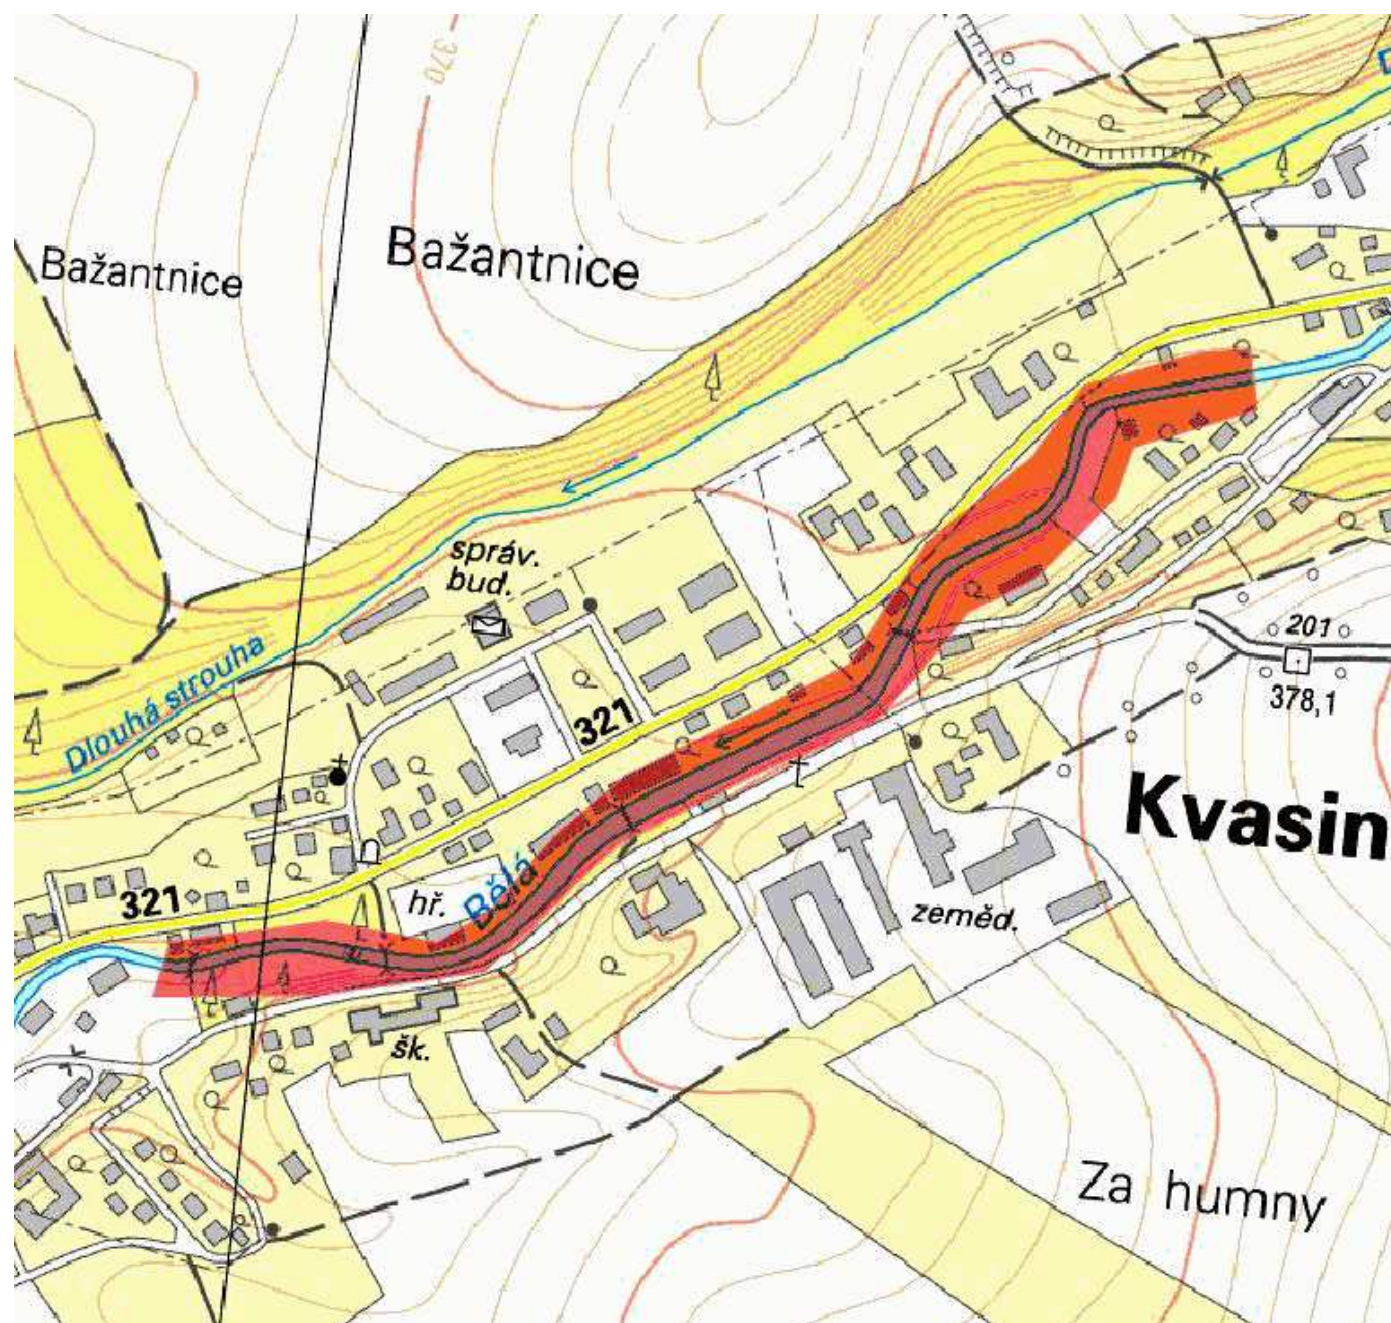 370
Bažantnice
Bažantnice
správ.
bud.
Dlouhá strouha
321
201
378,1
Kvasin
321
hř.
Bělá
zeměd.
šk.
Za humny